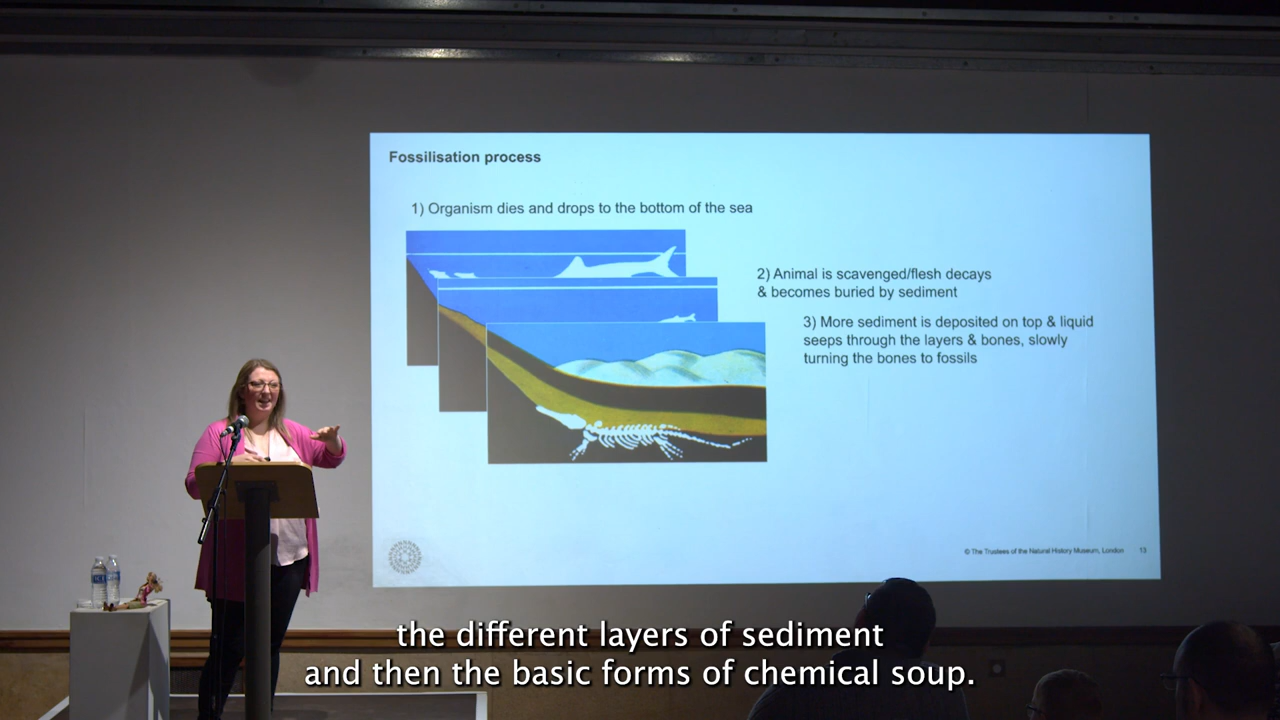 Fossilisation process
1) Organism dies and drops to the bottom of the sea
2) Animal is scavenged/flesh decays
& becomes buried by sediment
3) More sediment is deposited on top & liquid
seeps through the layers & bones, slowly
turning the bones to fossils
© The Trustees of the Natural History Museum, London 13
the different layers of sediment
and then the basic forms of chemical soup.